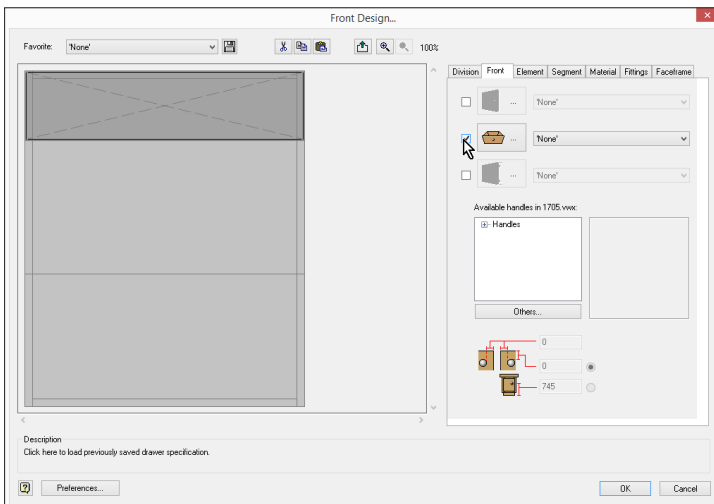 Front Design...
Favorite: 'None' 100%
Division Front Element Segment Material Fittings Faceframe
... 'None'
... 'None'
... 'None'
Available handles in 1705.vwx:
Handles
Others...
0
0
745
Description
Click here to load previously saved drawer specification.
Preferences... OK Cancel